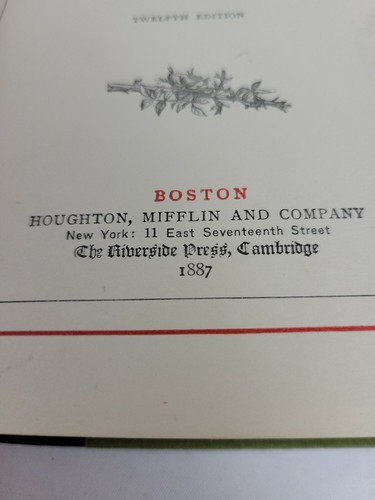 TWELFTH EDITION
BOSTON
HOUGHTON, MIFFLIN AND COMPANY
New York: 11 East Seventeenth Street
The Riverside Press, Cambridge
1887